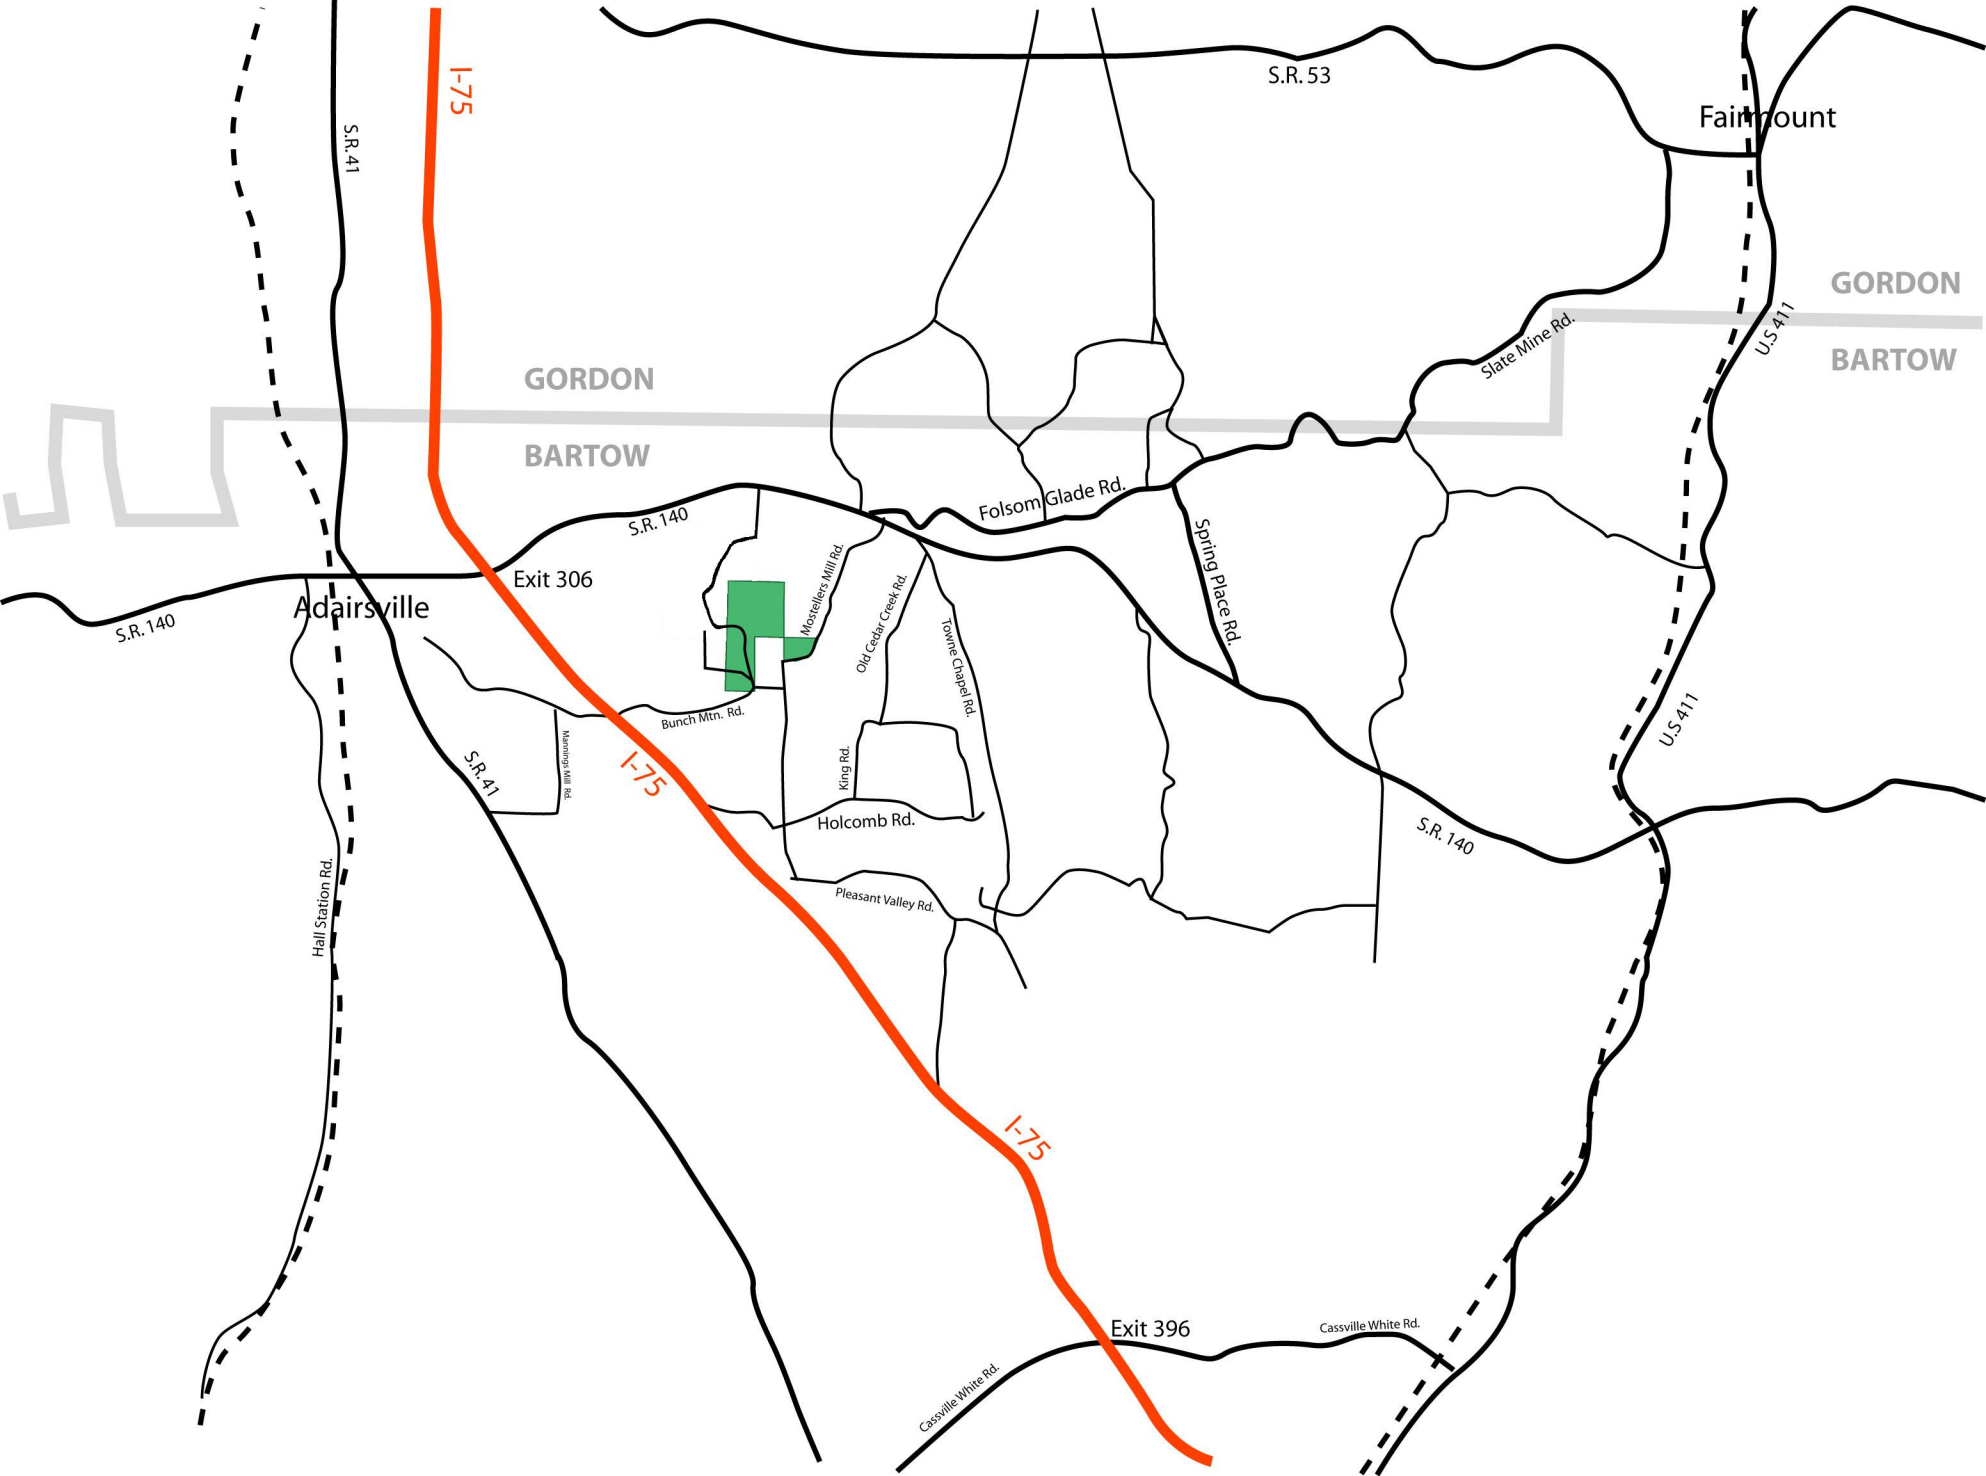 I-75
S.R. 53
Fairmount
S.R. 41
GORDON
BARTOW
GORDON
BARTOW
U.S 411
Slate Mine Rd.
Folsom Glade Rd.
S.R. 140
Exit 306
Adairsville
S.R. 140
Mostellers Mill Rd.
Old Cedar Creek Rd.
Towne Chapel Rd.
Spring Place Rd.
Bunch Mtn. Rd.
Mannings Mill Rd.
S.R. 41
I-75
King Rd.
Holcomb Rd.
U.S 411
S.R. 140
Hall Station Rd.
Pleasant Valley Rd.
I-75
Exit 396
Cassville White Rd.
Cassville White Rd.